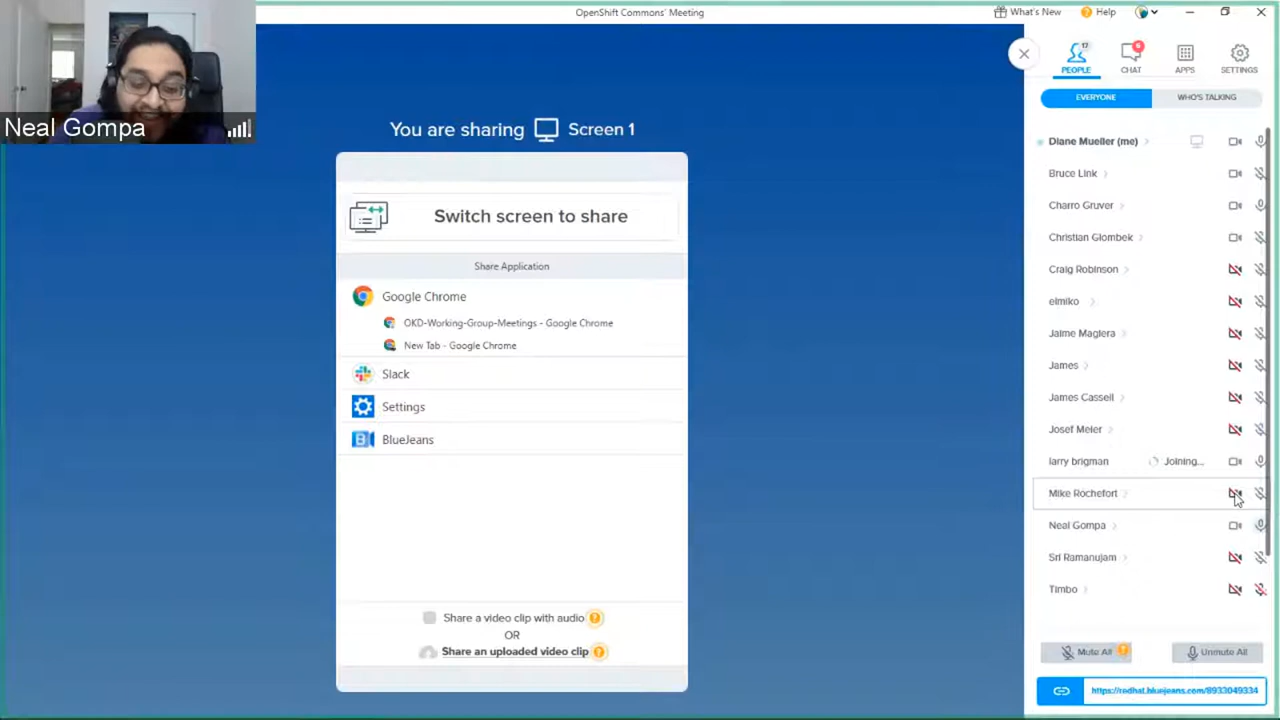 OpenShift Commons' Meeting
What's New
Help
Neal Gompa
You are sharing Screen 1
Switch screen to share
Share Application
Google Chrome
OKD-Working-Group-Meetings - Google Chrome
New Tab - Google Chrome
Slack
Settings
BlueJeans
Share a video clip with audio ?
OR
Share an uploaded video clip ?
17
6
PEOPLE
CHAT
APPS
SETTINGS
EVERYONE
WHO'S TALKING
Diane Mueller (me)
Bruce Link
Charro Gruver
Christian Glombek
Craig Robinson
elmiko
Jaime Magiera
James
James Cassell
Josef Meier
larry brigman Joining...
Mike Rochefort
Neal Gompa
Sri Ramanujam
Timbo
Mute All ?
Unmute All
https://redhat.bluejeans.com/8933049334